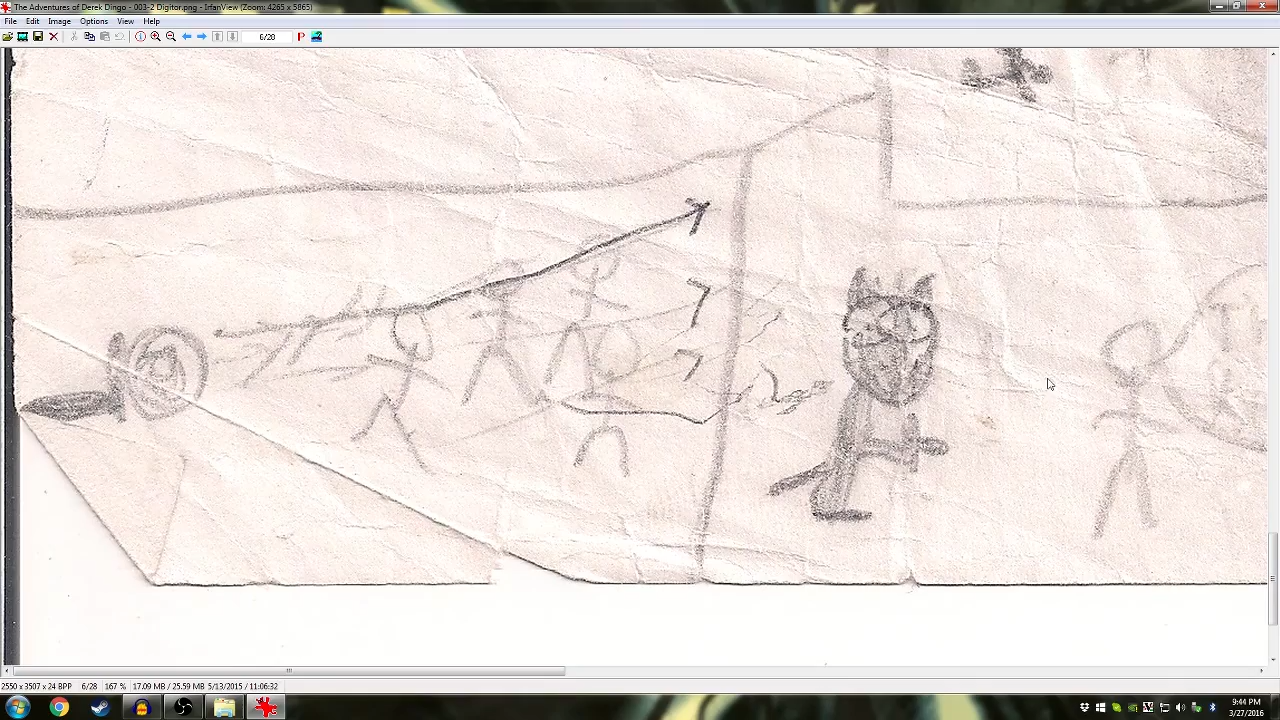 The Adventures of Derek Dingo - 003-2 Digitor.png - IrfanView (Zoom: 4265 x 5865)
File Edit Image Options View Help
6/28
2550 x 3507 x 24 BPP 6/28 167 % 17.09 MB / 25.59 MB 5/13/2015 / 11:06:32
9:44 PM
3/27/2016